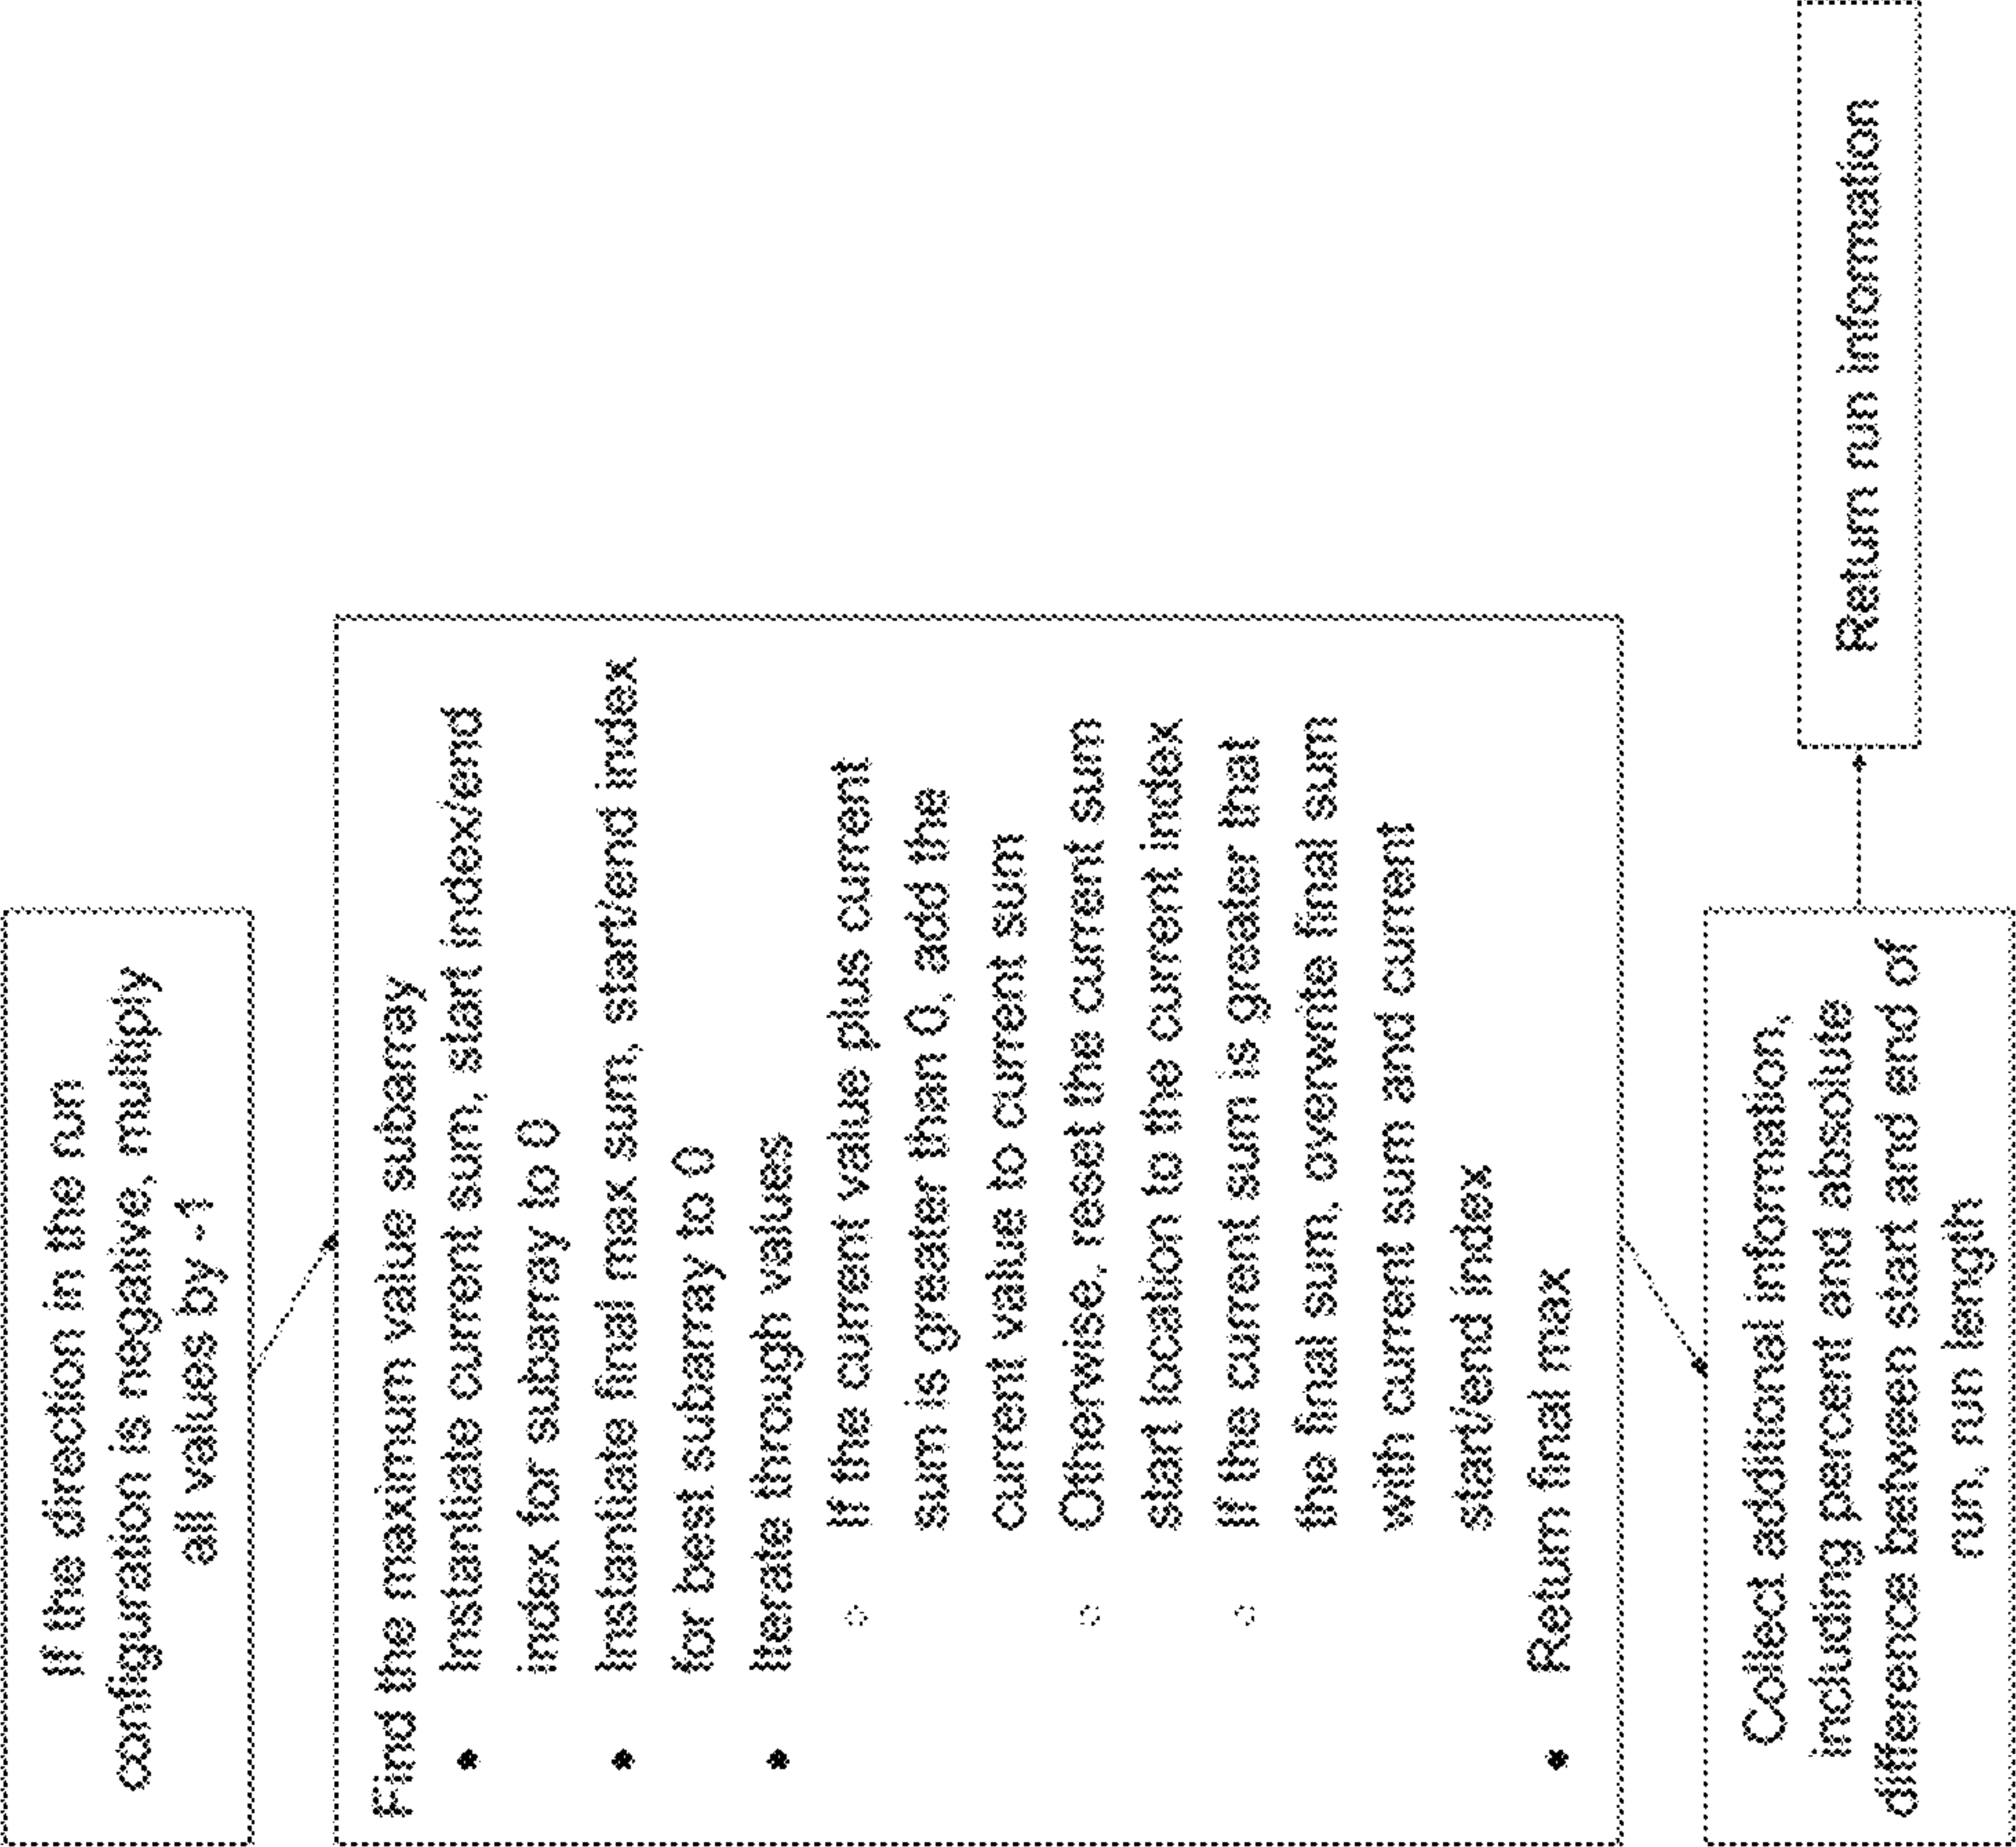 If the direction in the run
configuration is negative, multiply
all values by -1
Find the maximum value subarray
• Instantiate current sum, start index/end
index for subarray to 0
• Instantiate final max sum, start/end index
for best subarray to 0
• Iterate through values
○ If the current value plus current
sum is greater than 0, add the
current value to current sum
○ Otherwise, reset the current sum
start location to the current index
○ If the current sum is greater that
the final sum, overwrite final sum
with current sum and current
start/end index
• Return final max
Collect additional information,
including percent and absolute
difference between start and end of
run, run length
Return run information